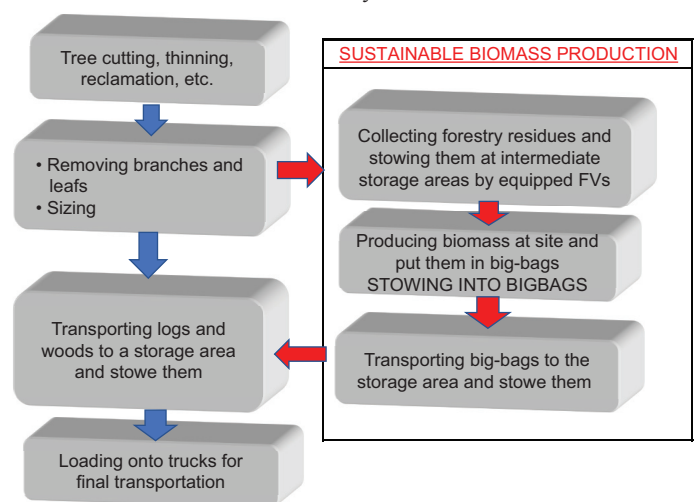 Tree cutting, thinning,
reclamation, etc.
• Removing branches and
leafs
• Sizing
Transporting logs and
woods to a storage area
and stowe them
Loading onto trucks for
final transportation
SUSTAINABLE BIOMASS PRODUCTION
Collecting forestry residues and
stowing them at intermediate
storage areas by equipped FVs
Producing biomass at site and
put them in big-bags
STOWING INTO BIGBAGS
Transporting big-bags to the
storage area and stowe them